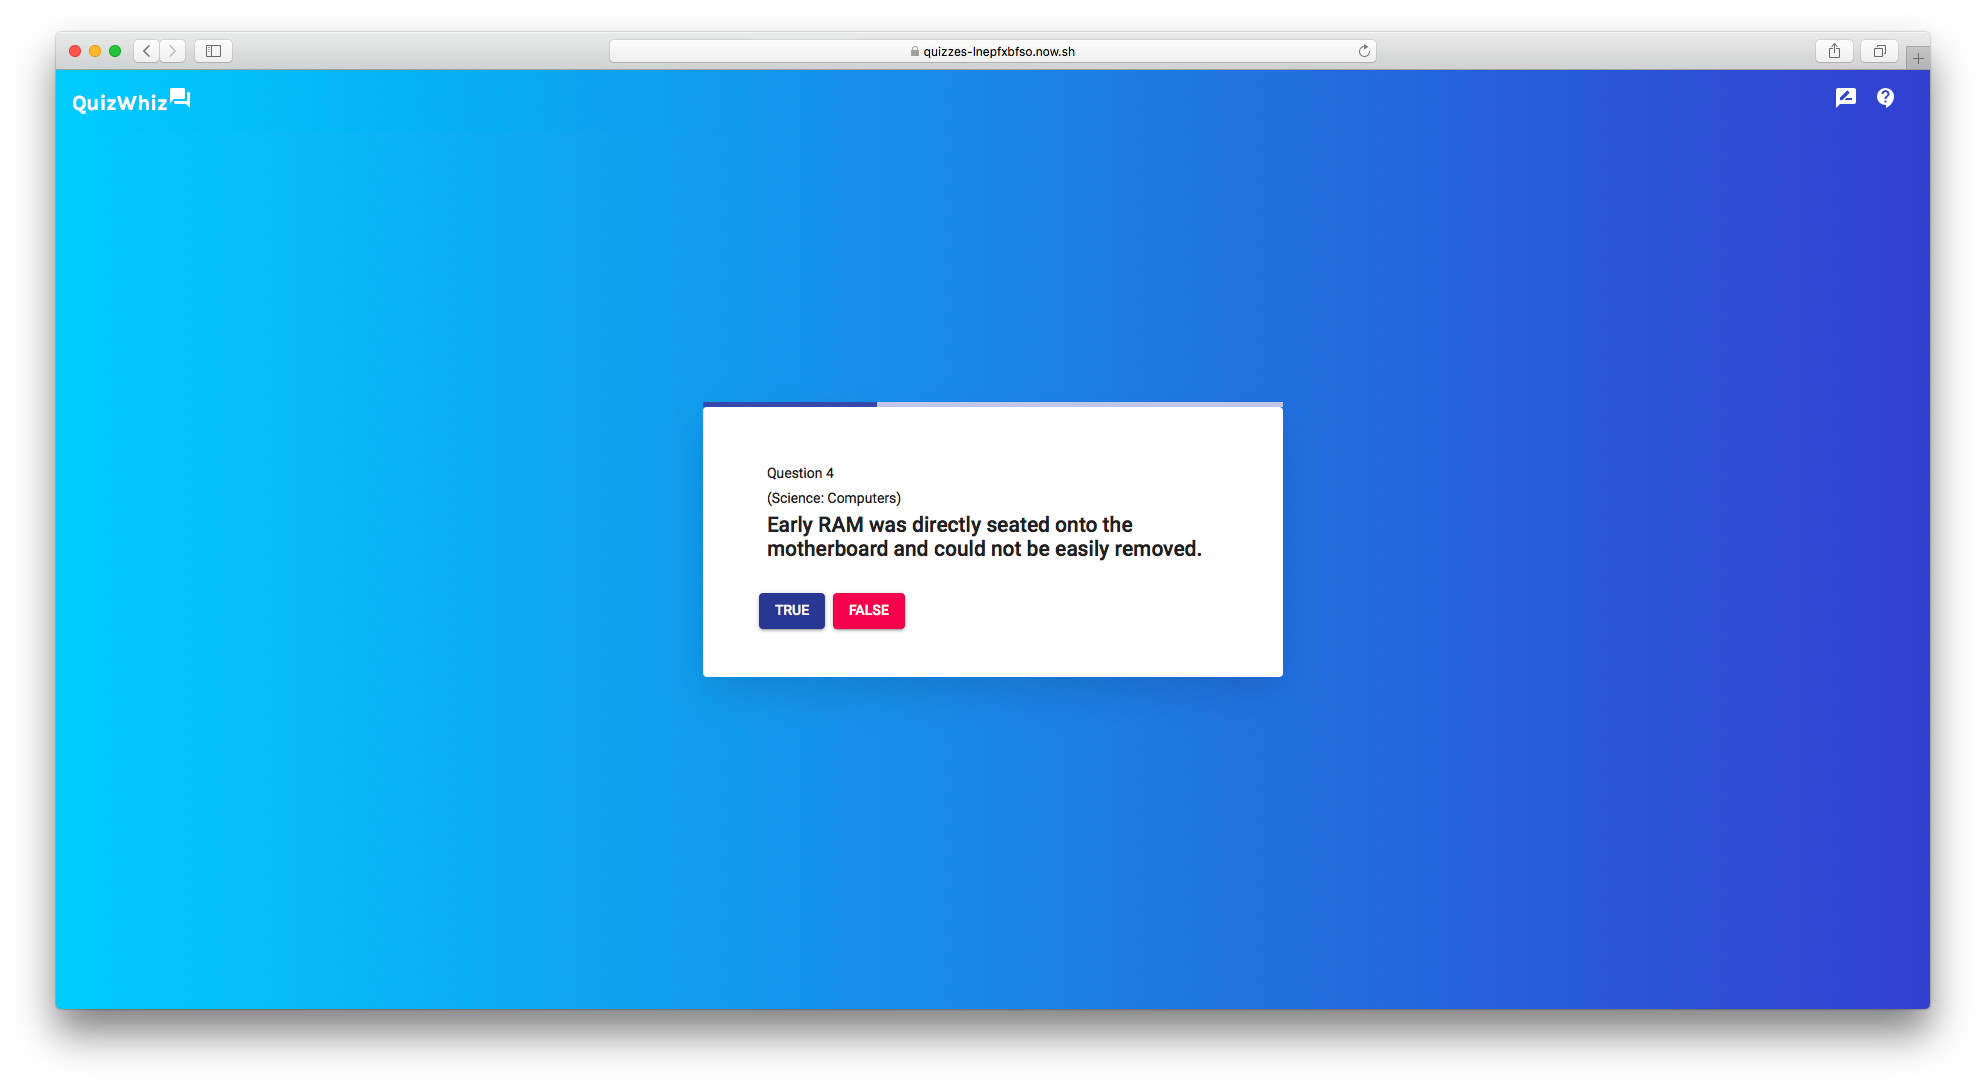 quizzes-lnepfxbfso.now.sh
QuizWhiz
Question 4
(Science: Computers)
Early RAM was directly seated onto the
motherboard and could not be easily removed.
TRUE FALSE